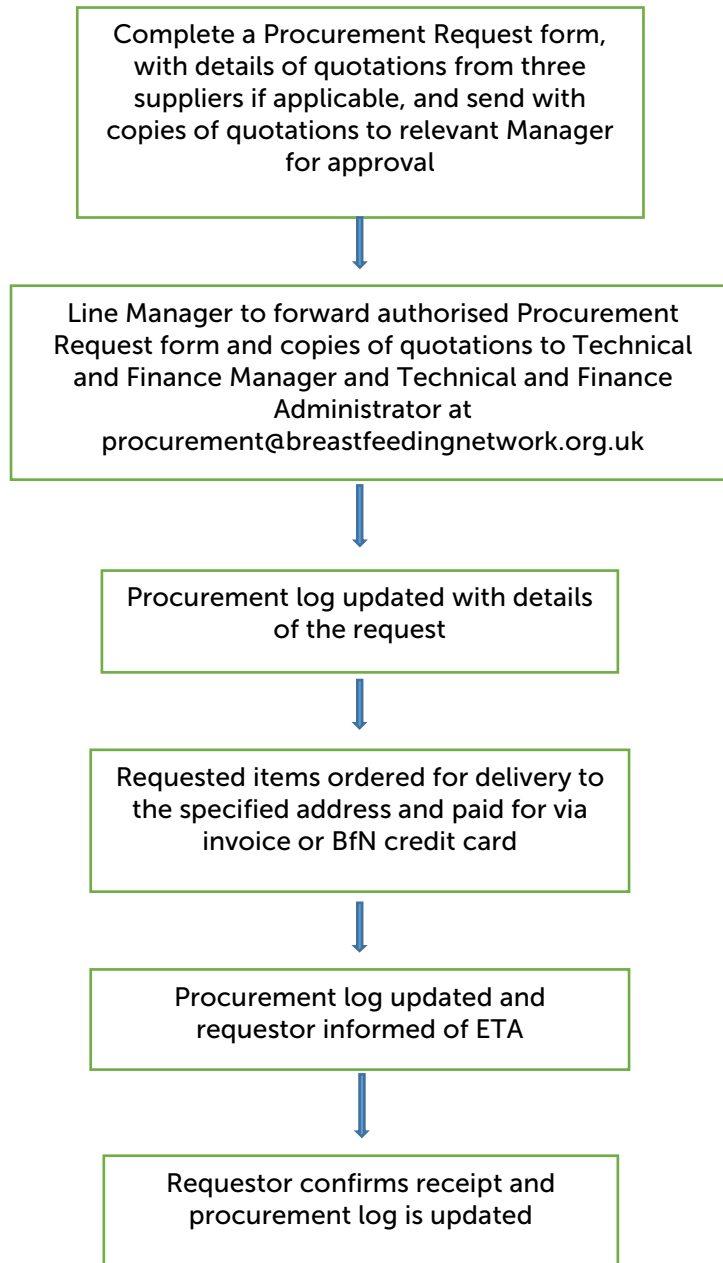 Complete a Procurement Request form,
with details of quotations from three
suppliers if applicable, and send with
copies of quotations to relevant Manager
for approval
Line Manager to forward authorised Procurement
Request form and copies of quotations to Technical
and Finance Manager and Technical and Finance
Administrator at
procurement@breastfeedingnetwork.org.uk
Procurement log updated with details
of the request
Requested items ordered for delivery to
the specified address and paid for via
invoice or BfN credit card
Procurement log updated and
requestor informed of ETA
Requestor confirms receipt and
procurement log is updated